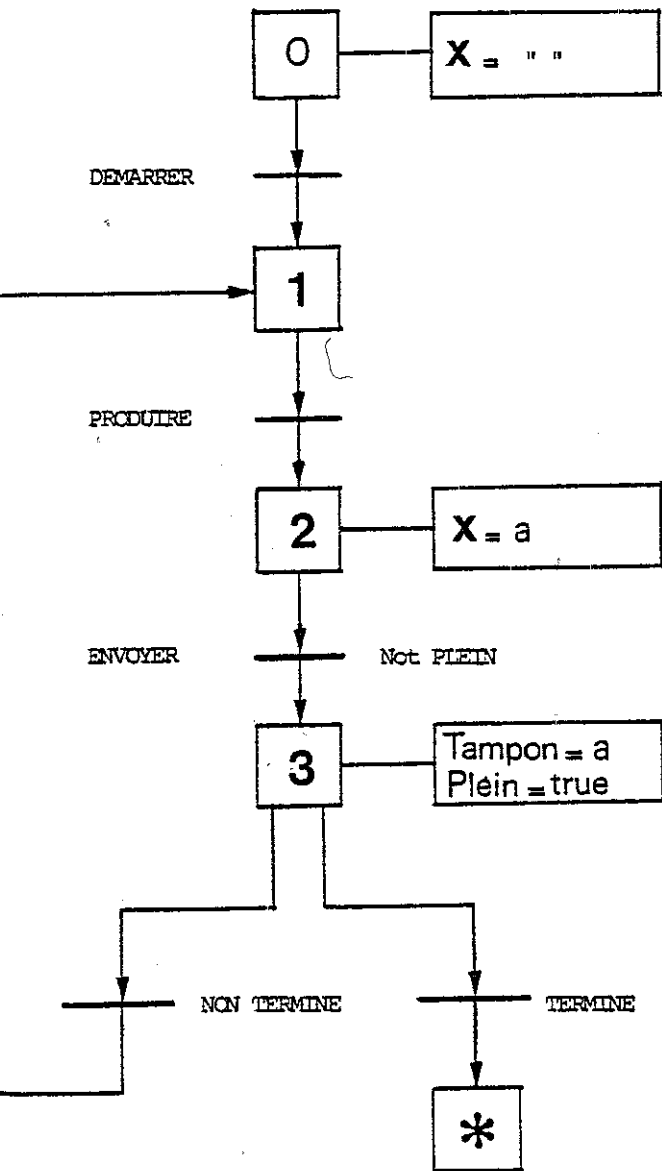 0
X = " "
DEMARRER
1
PRODUIRE
2
X = a
ENVOYER
Not PLEIN
3
Tampon = a
Plein = true
NON TERMINE
TERMINE
*